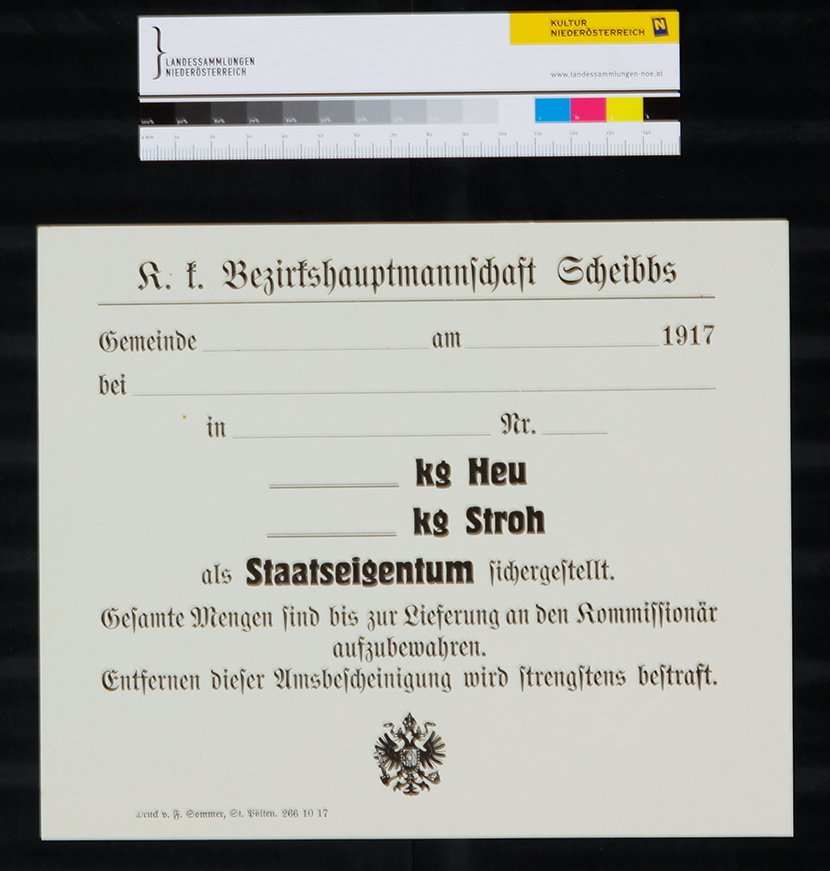 LANDESSAMMLUNGEN
NIEDERÖSTERREICH
KULTUR
NIEDERÖSTERREICH N
www.landessammlungen-noe.at
K. k. Bezirkshauptmannschaft Scheibbs
Gemeinde am 1917
bei
in Nr.
kg Heu
kg Stroh
als Staatseigentum sichergestellt.
Gesamte Mengen sind bis zur Lieferung an den Kommissionär
aufzubewahren.
Entfernen dieser Amsbescheinigung wird strengstens bestraft.
Druck v. F. Sommer, St. Pölten. 266 10 17